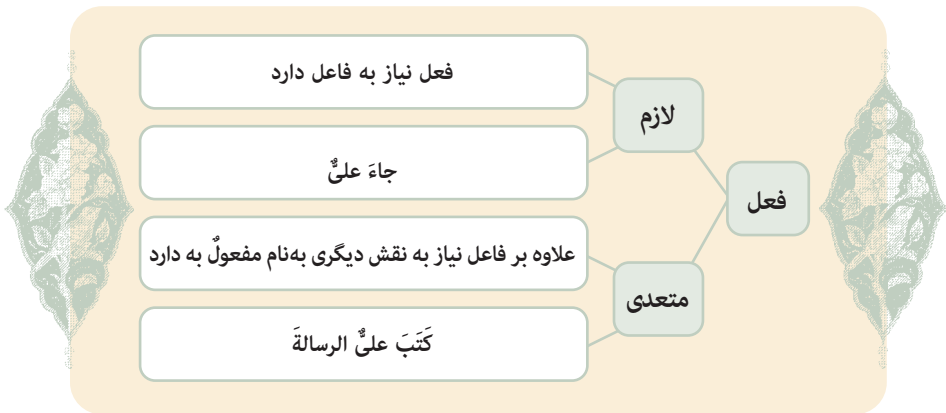 فعل
لازم
فعل نیاز به فاعل دارد
جاءَ علیٌّ
متعدی
علاوه بر فاعل نیاز به نقش دیگری به‌نام مفعولٌ به دارد
كَتَبَ علیٌّ الرسالةَ